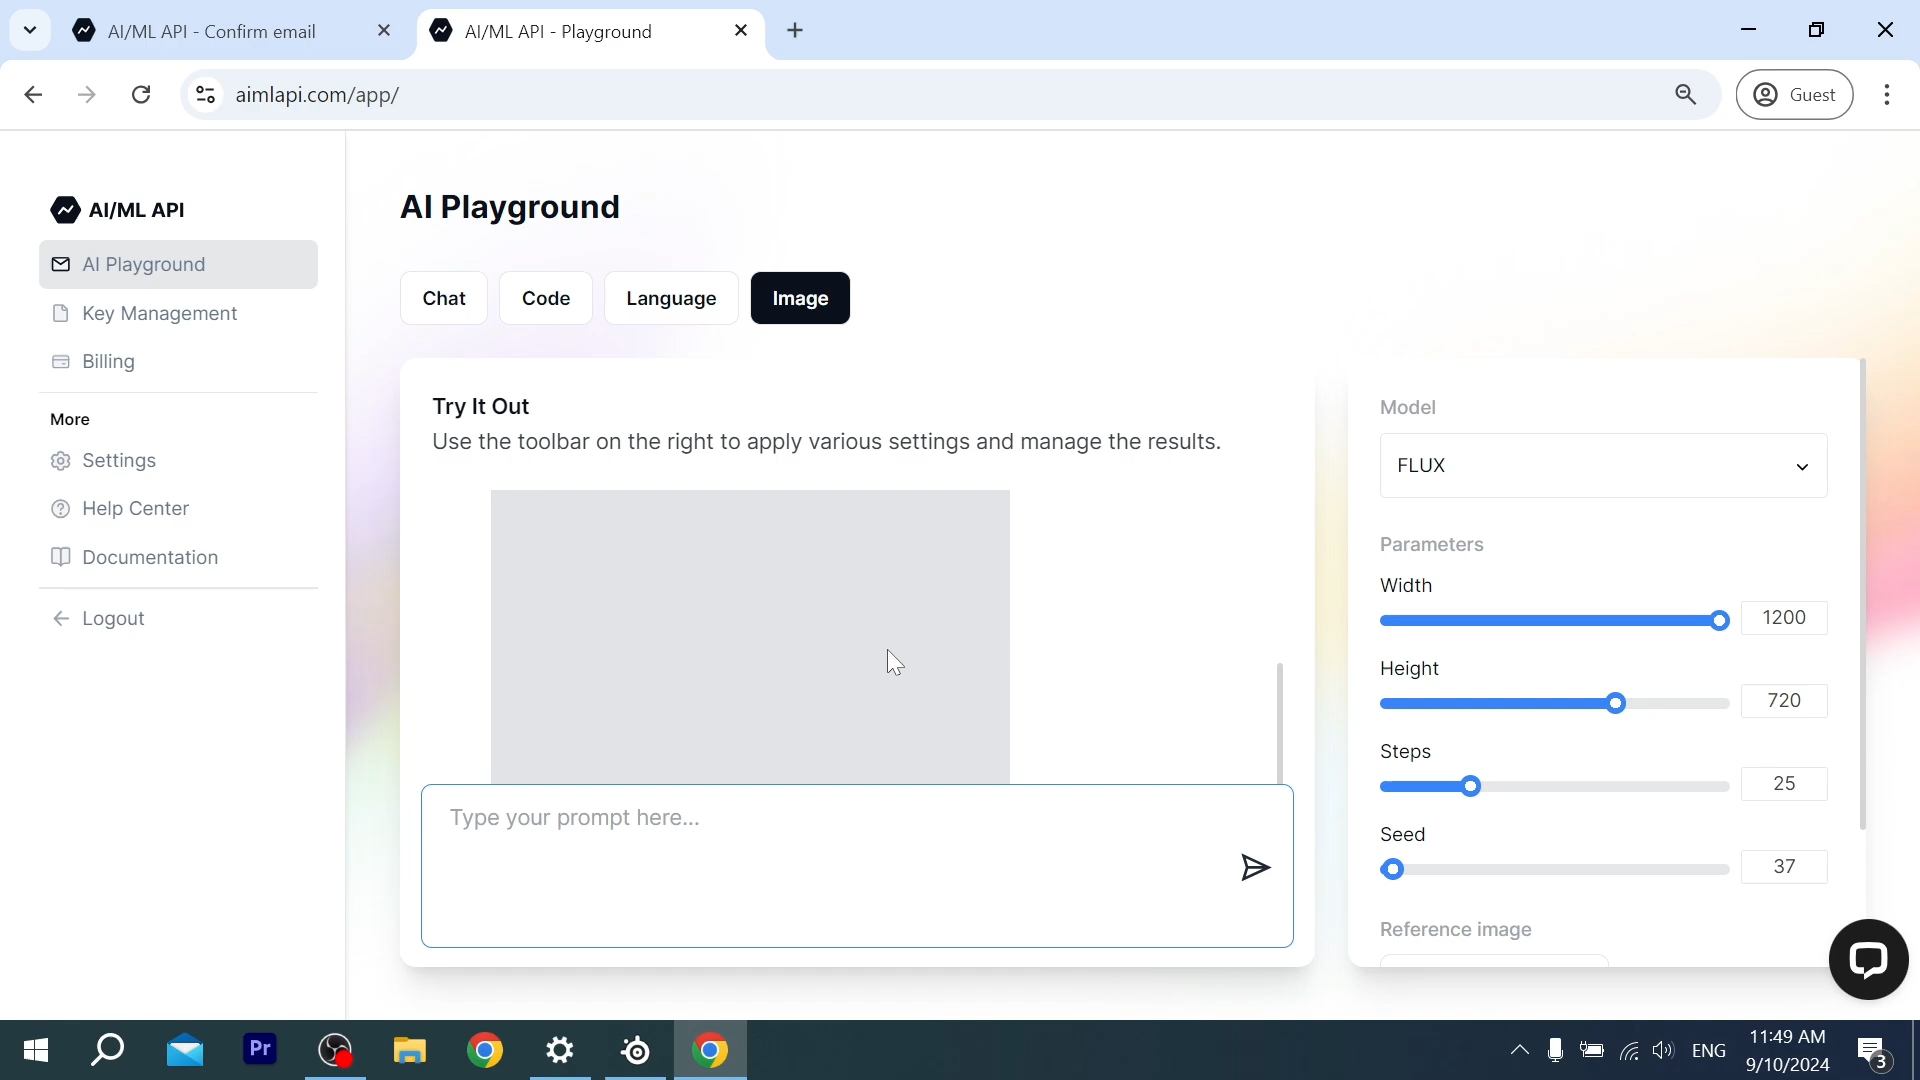 AI/ML API - Confirm email
AI/ML API - Playground
aimlapi.com/app/
Guest
AI/ML API
AI Playground
Key Management
Billing
More
Settings
Help Center
Documentation
Logout
AI Playground
Chat
Code
Language
Image
Try It Out
Use the toolbar on the right to apply various settings and manage the results.
Type your prompt here...
Model
FLUX
Parameters
Width
1200
Height
720
Steps
25
Seed
37
Reference image
Pr
ENG
11:49 AM
9/10/2024
3